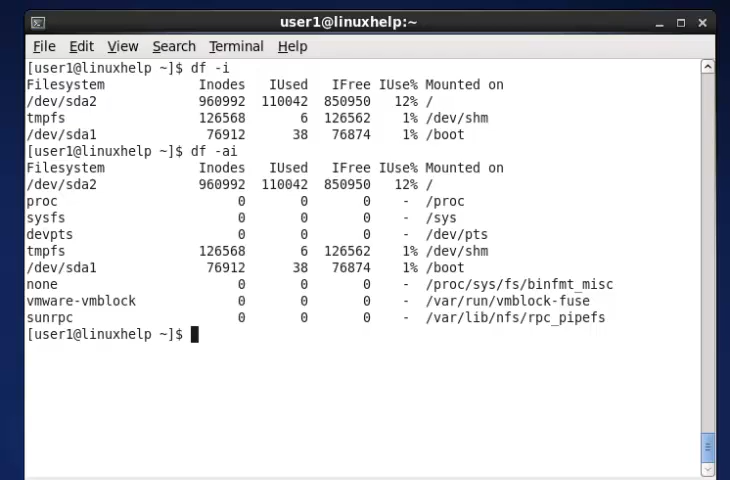 user1@linuxhelp:~
File Edit View Search Terminal Help
[user1@linuxhelp ~]$ df -i
Filesystem            Inodes   IUsed   IFree IUse% Mounted on
/dev/sda2             960992  110042  850950   12% /
tmpfs                 126568       6  126562    1% /dev/shm
/dev/sda1              76912      38   76874    1% /boot
[user1@linuxhelp ~]$ df -ai
Filesystem            Inodes   IUsed   IFree IUse% Mounted on
/dev/sda2             960992  110042  850950   12% /
proc                       0       0       0    -  /proc
sysfs                      0       0       0    -  /sys
devpts                     0       0       0    -  /dev/pts
tmpfs                 126568       6  126562    1% /dev/shm
/dev/sda1              76912      38   76874    1% /boot
none                       0       0       0    -  /proc/sys/fs/binfmt_misc
vmware-vmblock             0       0       0    -  /var/run/vmblock-fuse
sunrpc                     0       0       0    -  /var/lib/nfs/rpc_pipefs
[user1@linuxhelp ~]$